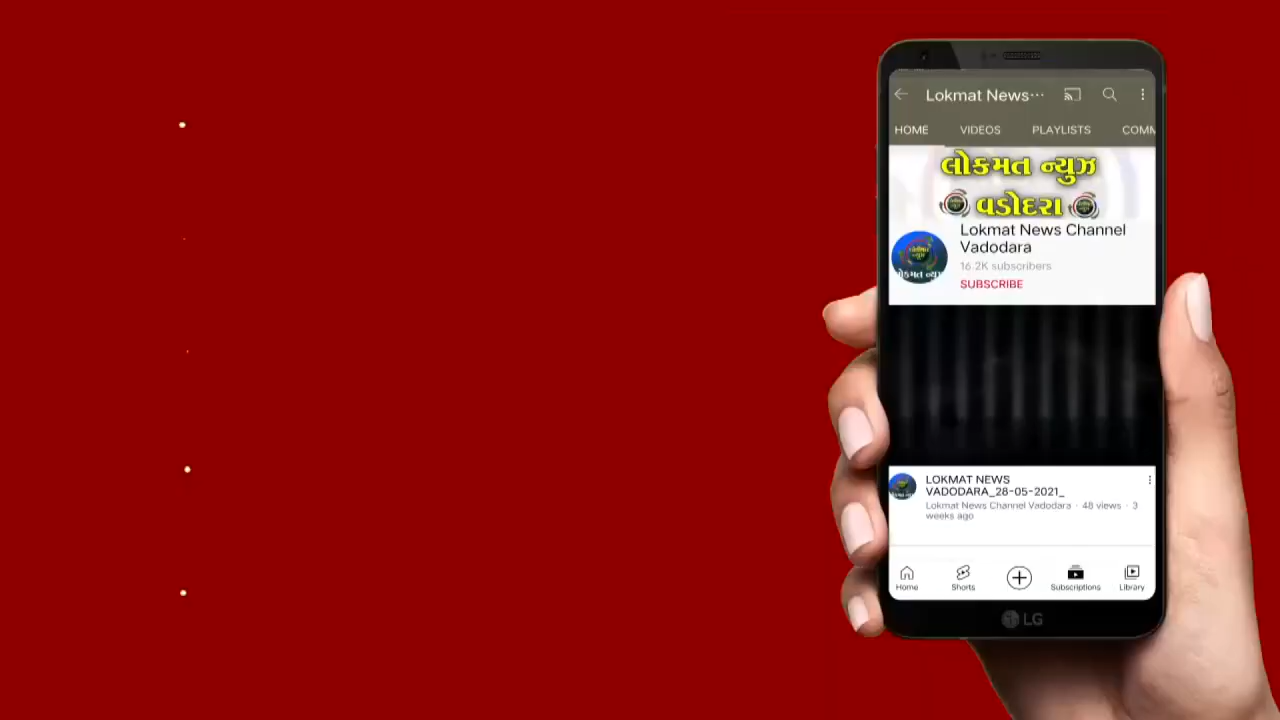 Lokmat News...
HOME VIDEOS PLAYLISTS COMM
લોકમત ન્યુઝ
વડોદરા
Lokmat News Channel
Vadodara
16.2K subscribers
SUBSCRIBE
LOKMAT NEWS
VADODARA_28-05-2021_
Lokmat News Channel Vadodara · 48 views · 3
weeks ago
Home Shorts Subscriptions Library
LG